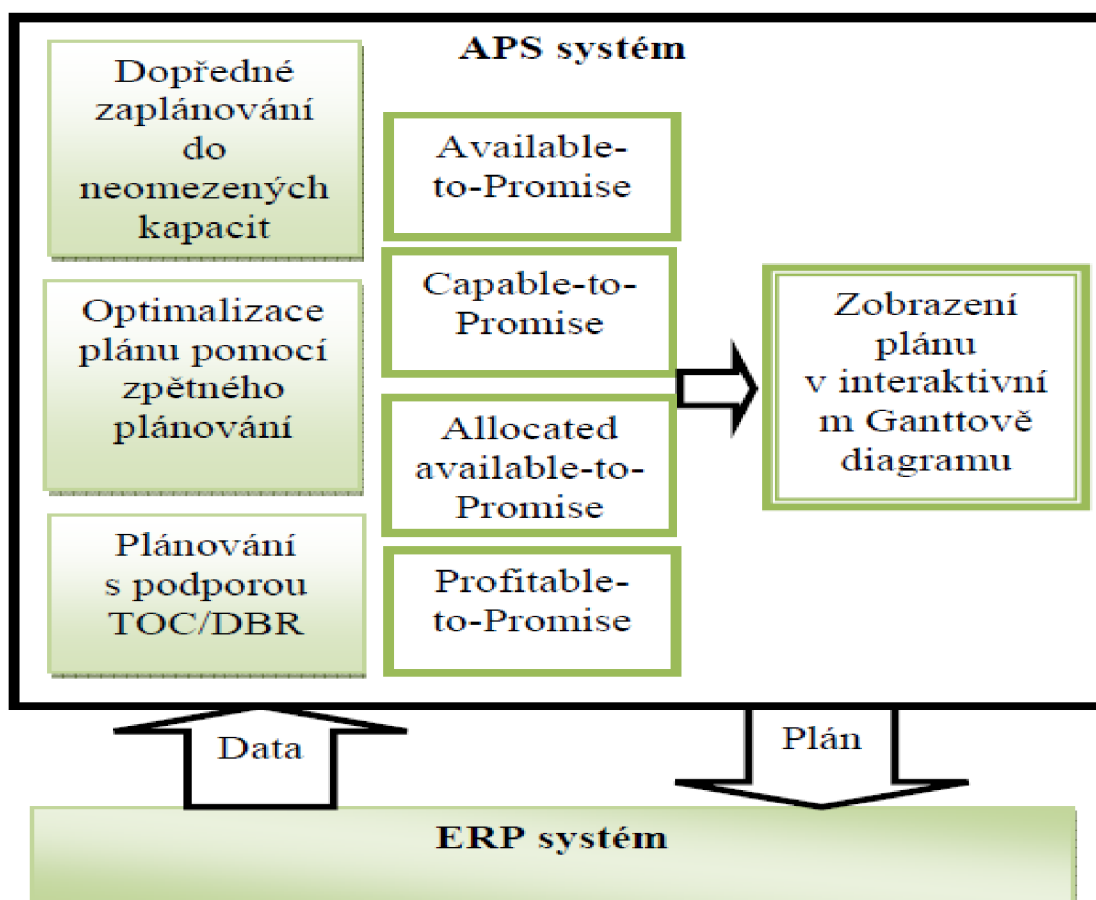 APS systém
Dopředné
zaplánování
do
neomezených
kapacit
Optimalizace
plánu pomocí
zpětného
plánování
Plánování
s podporou
TOC/DBR
Available-
to-Promise
Capable-to-
Promise
Allocated
available-to-
Promise
Profitable-
to-Promise
Zobrazení
plánu
v interaktivní
m Ganttově
diagramu
Data
Plán
ERP systém